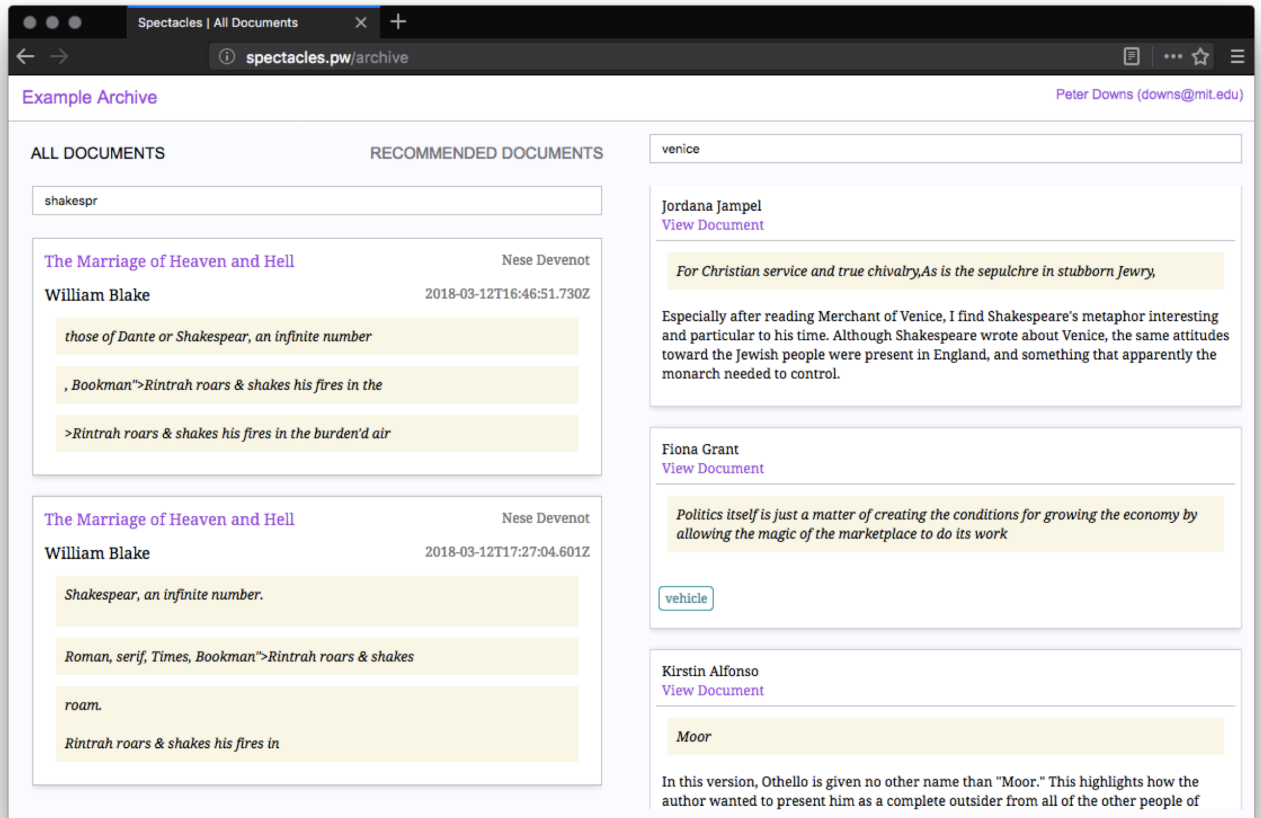 Spectacles | All Documents
spectacles.pw/archive
Example Archive
Peter Downs (downs@mit.edu)
ALL DOCUMENTS
RECOMMENDED DOCUMENTS
shakespr
The Marriage of Heaven and Hell
Nese Devenot
William Blake
2018-03-12T16:46:51.730Z
those of Dante or Shakespear, an infinite number
, Bookman">Rintrah roars & shakes his fires in the
>Rintrah roars & shakes his fires in the burden'd air
The Marriage of Heaven and Hell
Nese Devenot
William Blake
2018-03-12T17:27:04.601Z
Shakespear, an infinite number.
Roman, serif, Times, Bookman">Rintrah roars & shakes
roam.
Rintrah roars & shakes his fires in
venice
Jordana Jampel
View Document
For Christian service and true chivalry,As is the sepulchre in stubborn Jewry,
Especially after reading Merchant of Venice, I find Shakespeare's metaphor interesting
and particular to his time. Although Shakespeare wrote about Venice, the same attitudes
toward the Jewish people were present in England, and something that apparently the
monarch needed to control.
Fiona Grant
View Document
Politics itself is just a matter of creating the conditions for growing the economy by
allowing the magic of the marketplace to do its work
vehicle
Kirstin Alfonso
View Document
Moor
In this version, Othello is given no other name than "Moor." This highlights how the
author wanted to present him as a complete outsider from all of the other people of